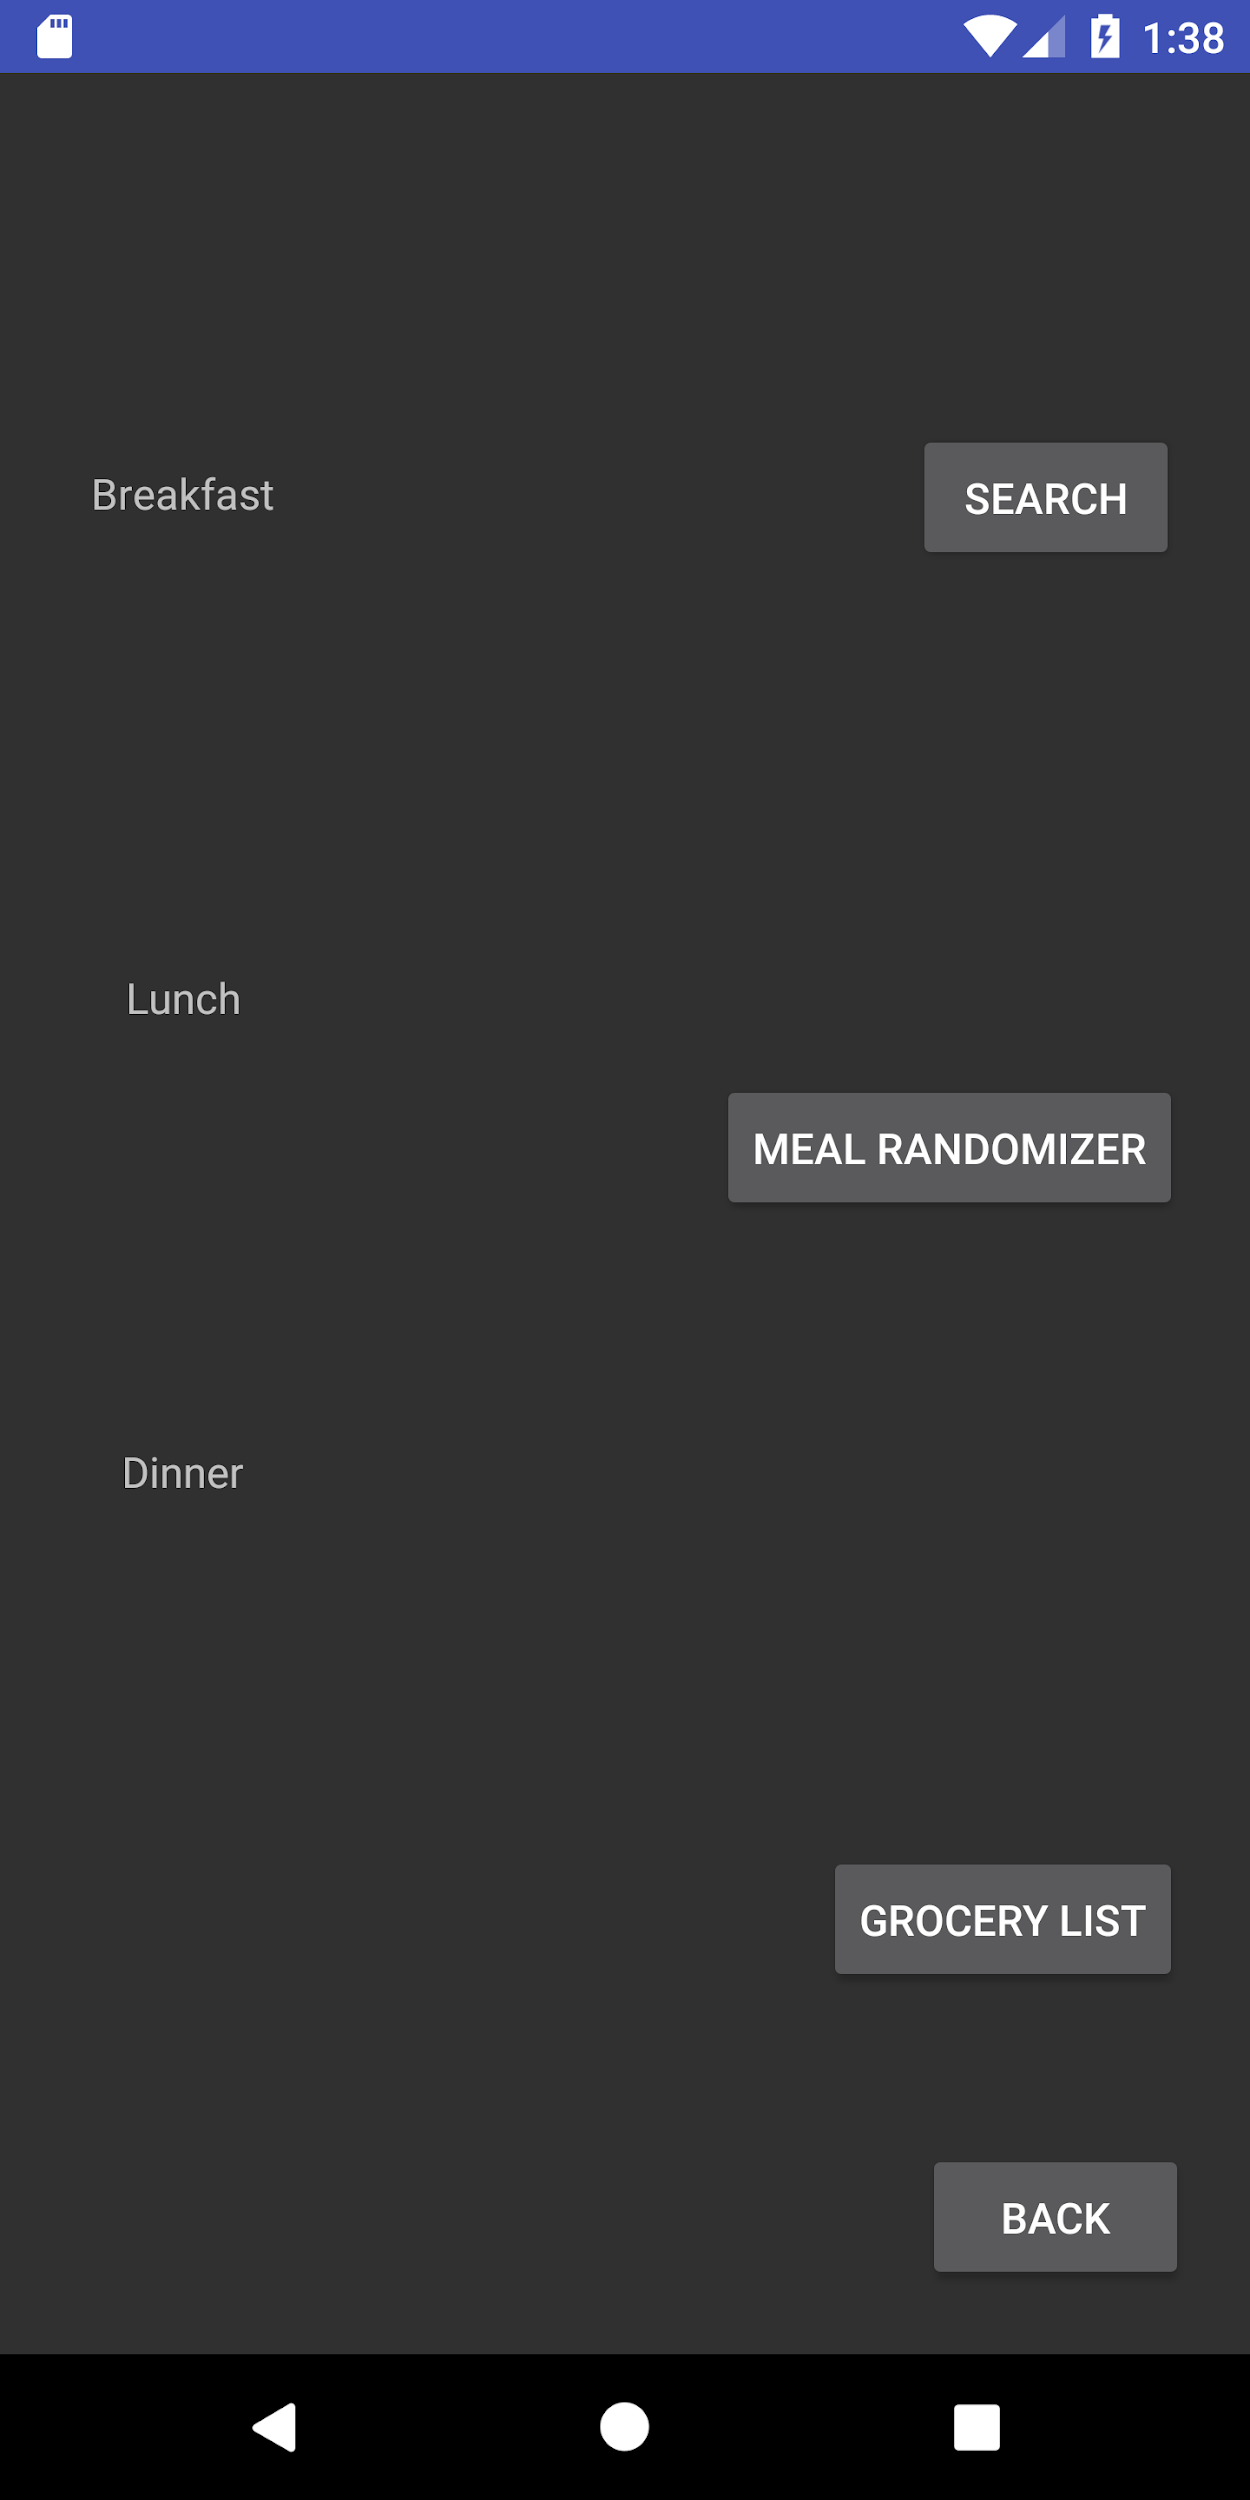 1:38
Breakfast
SEARCH
Lunch
MEAL RANDOMIZER
Dinner
GROCERY LIST
BACK